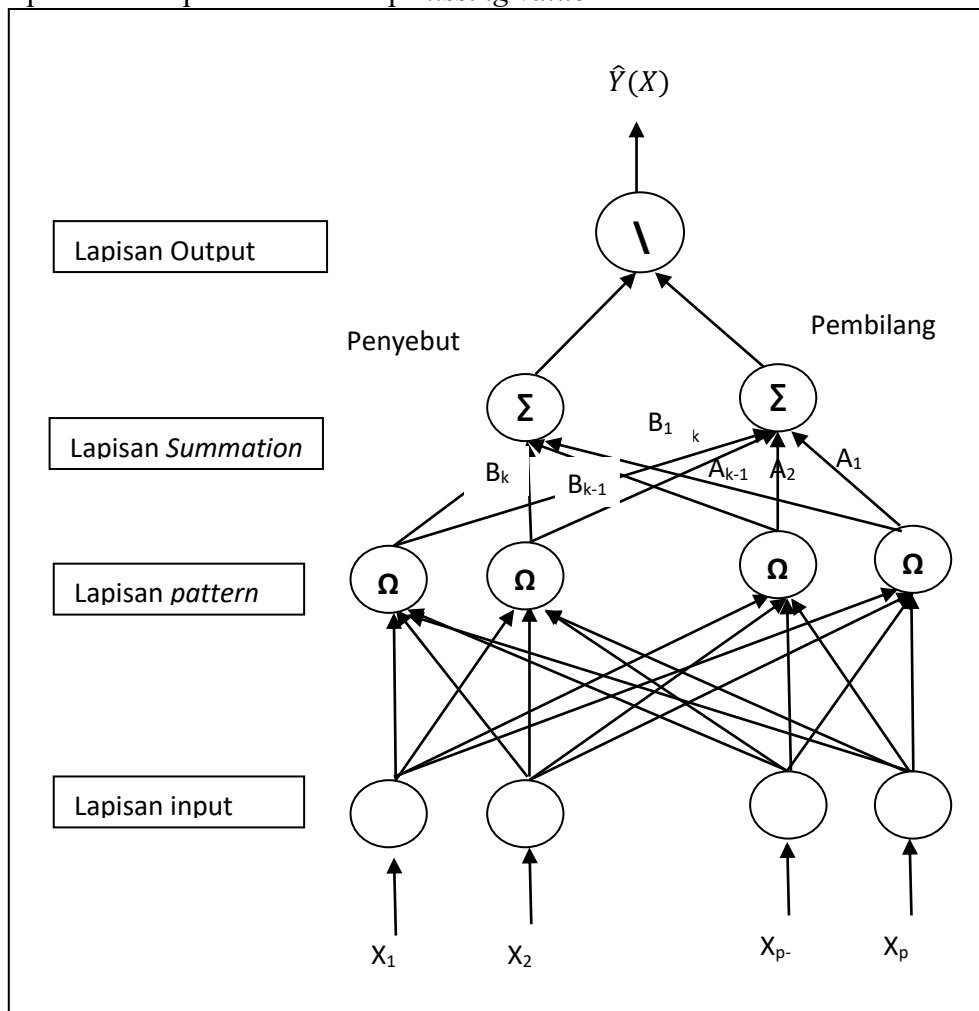 Ŷ(X)
\
Lapisan Output
Penyebut
Pembilang
Σ
Σ
Lapisan Summation
B₁
k
A₁
Bₖ
Bₖ₋₁
Aₖ₋₁
A₂
Lapisan pattern
Ω
Ω
Ω
Ω
Lapisan input
X₁
X₂
Xₚ₋
Xₚ